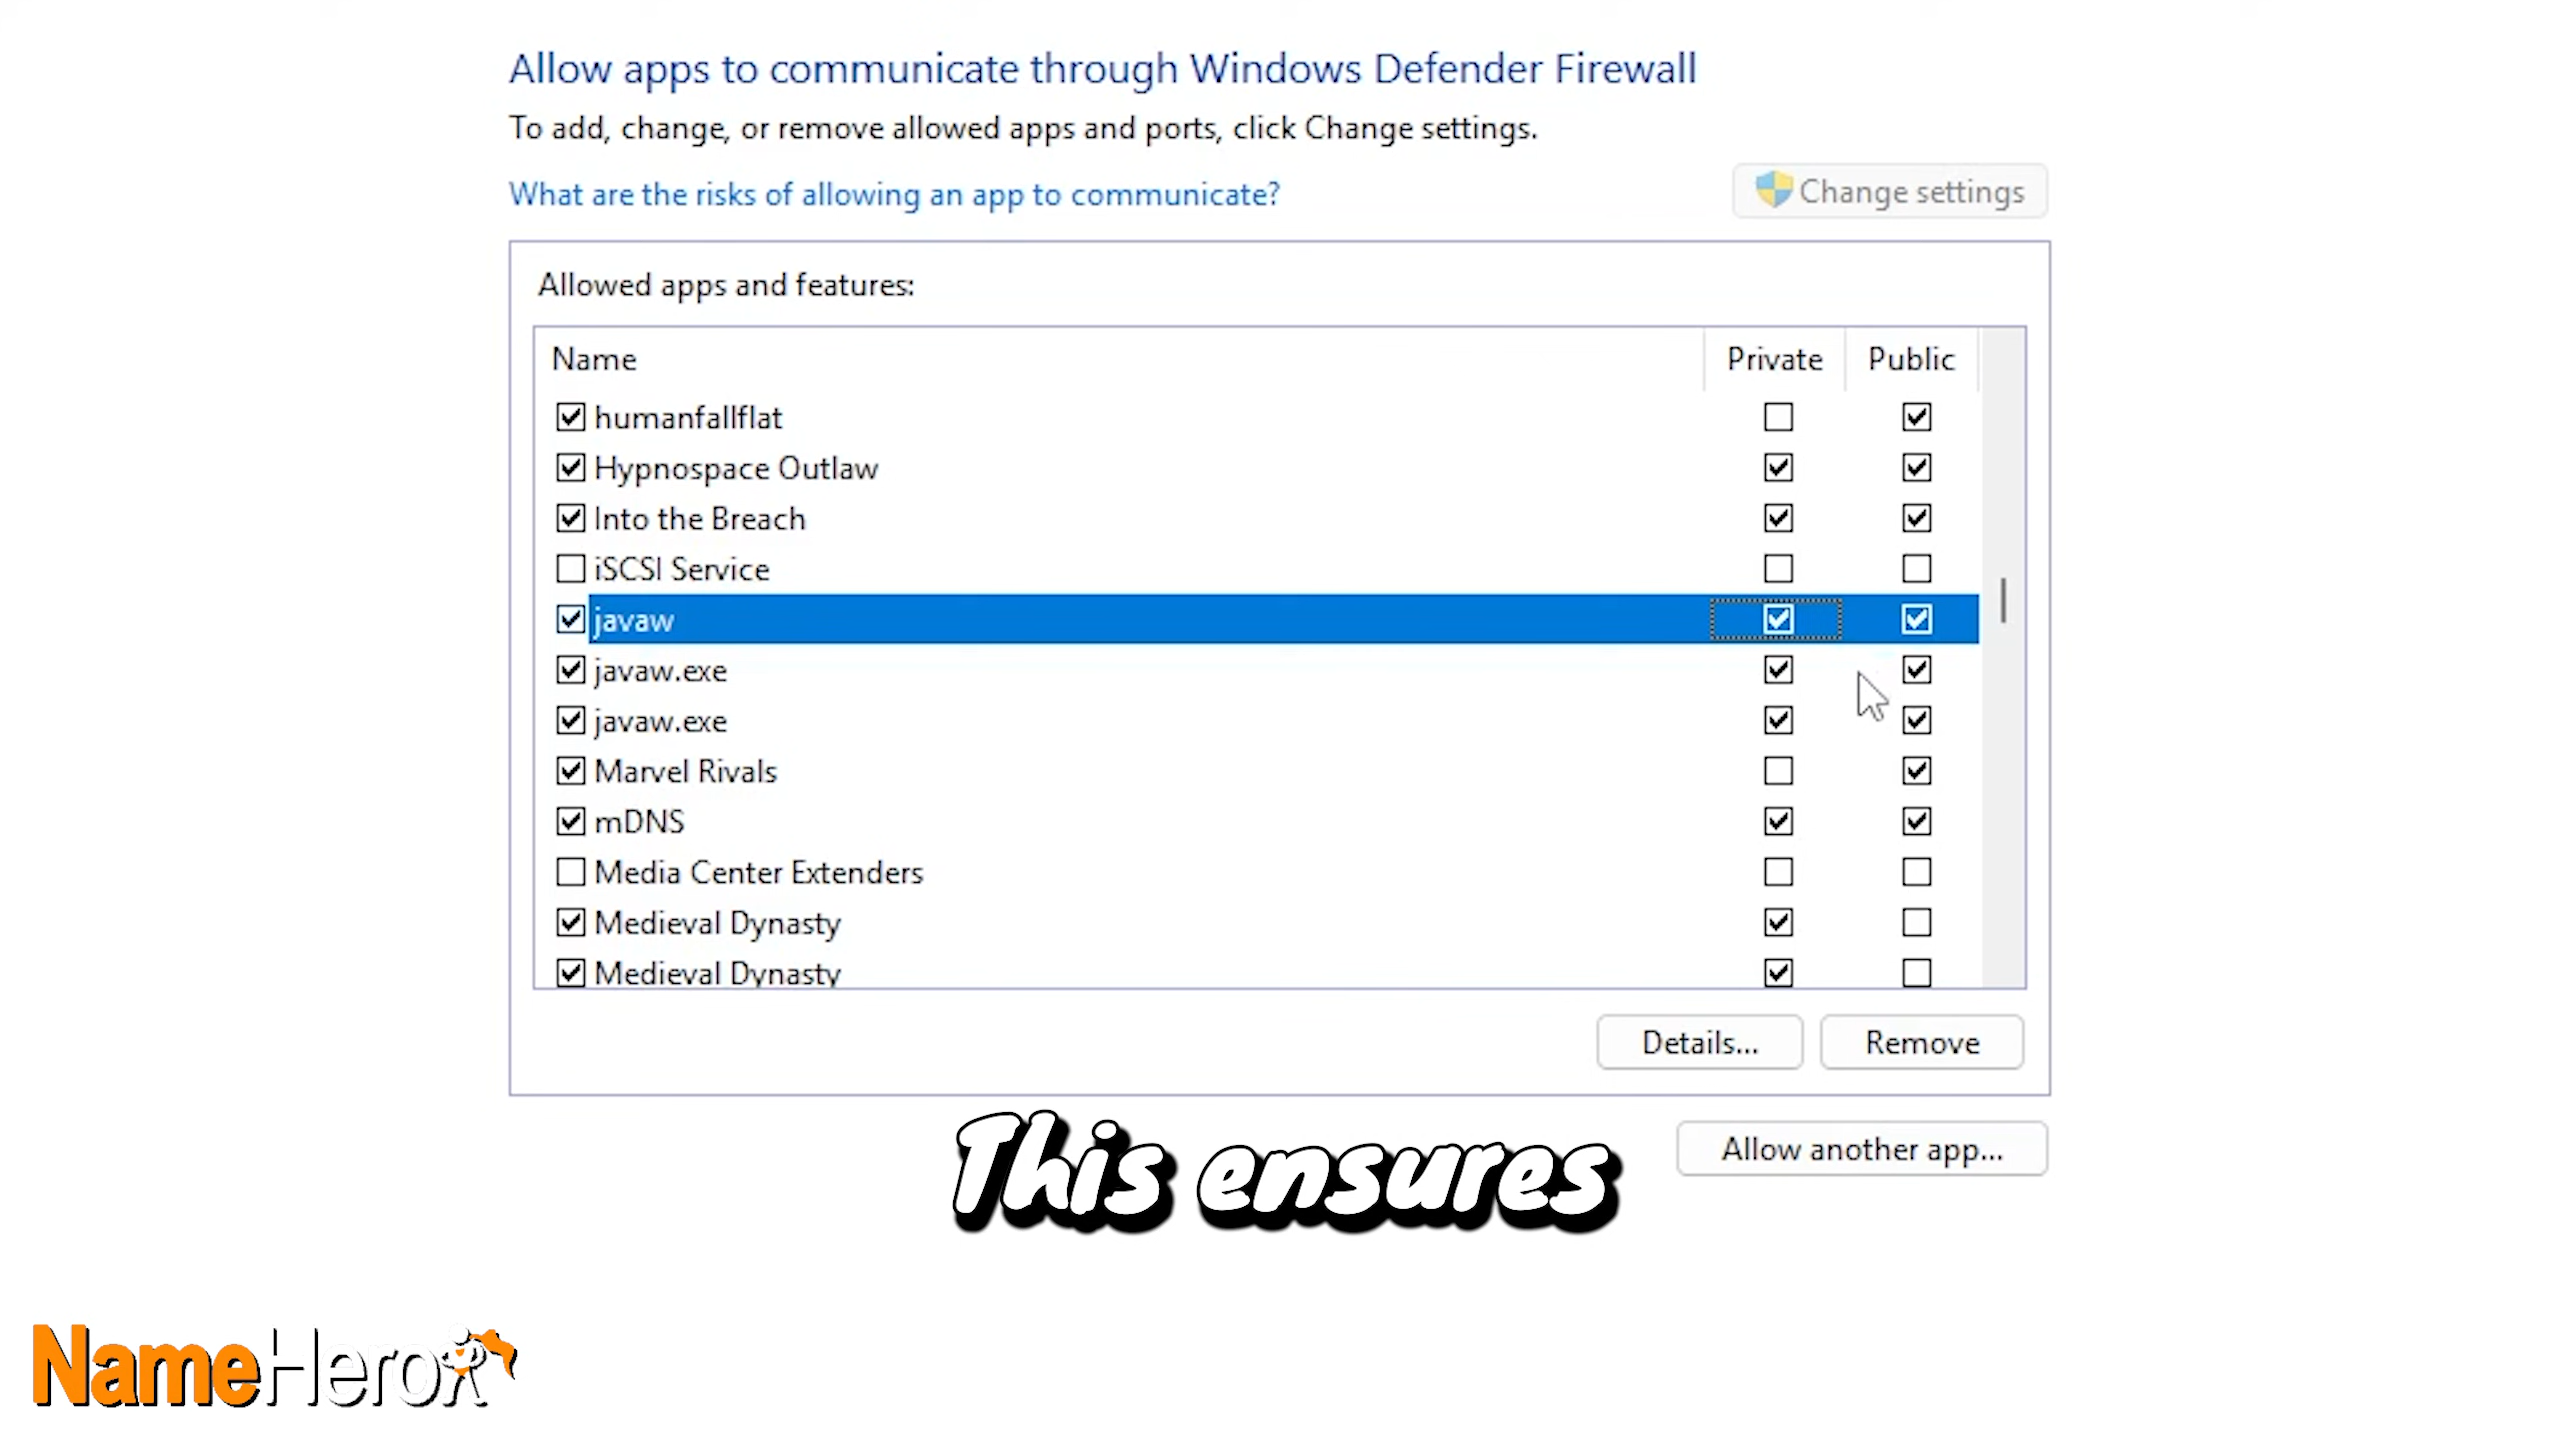 Allow apps to communicate through Windows Defender Firewall
To add, change, or remove allowed apps and ports, click Change settings.
What are the risks of allowing an app to communicate?
Change settings
Allowed apps and features:
Name Private Public
humanfallflat
Hypnospace Outlaw
Into the Breach
iSCSI Service
javaw
javaw.exe
javaw.exe
Marvel Rivals
mDNS
Media Center Extenders
Medieval Dynasty
Medieval Dynasty
Details... Remove
Allow another app...
This ensures
NameHero